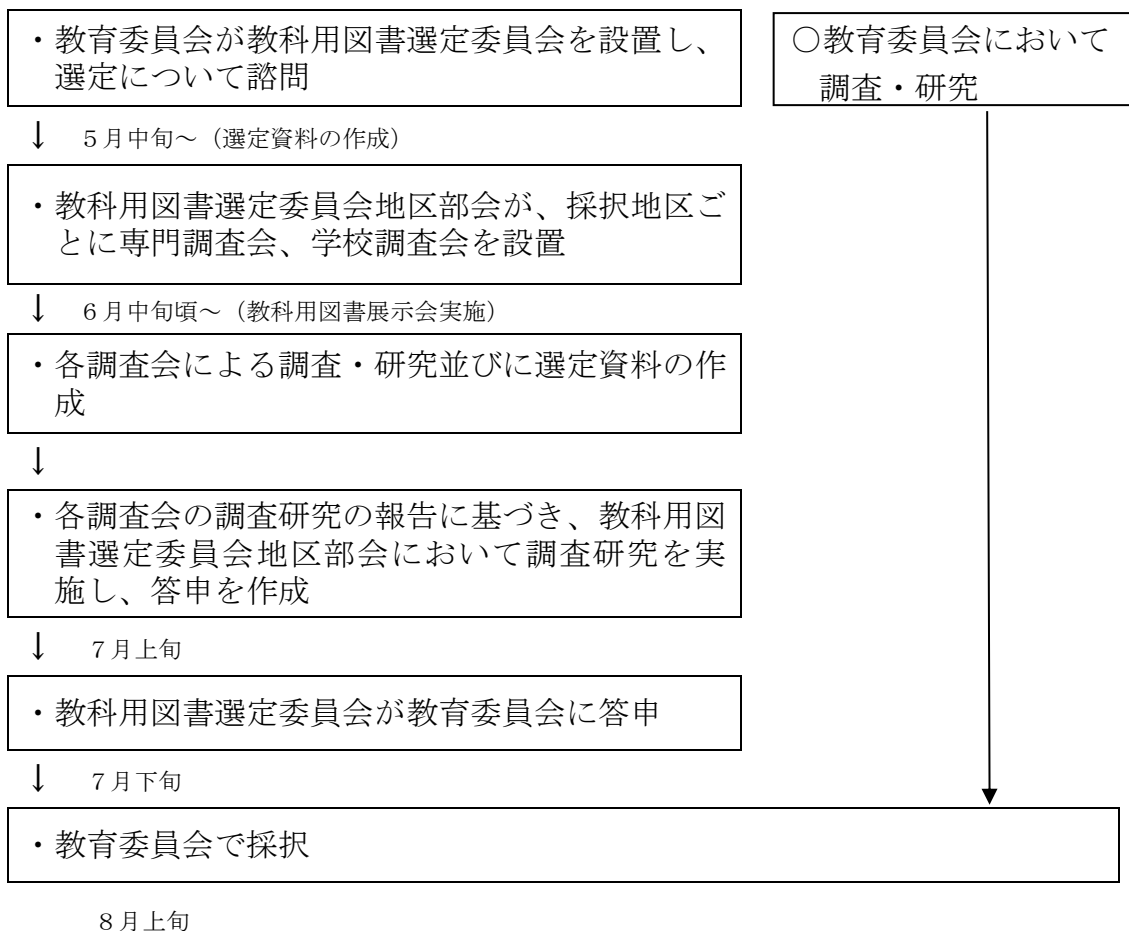 ・教育委員会が教科用図書選定委員会を設置し、
選定について諮問
○教育委員会において
調査・研究
↓ 5月中旬～（選定資料の作成）
・教科用図書選定委員会地区部会が、採択地区ご
とに専門調査会、学校調査会を設置
↓ 6月中旬頃～（教科用図書展示会実施）
・各調査会による調査・研究並びに選定資料の作
成
↓
・各調査会の調査研究の報告に基づき、教科用図
書選定委員会地区部会において調査研究を実
施し、答申を作成
↓ 7月上旬
・教科用図書選定委員会が教育委員会に答申
↓ 7月下旬
・教育委員会で採択
8月上旬